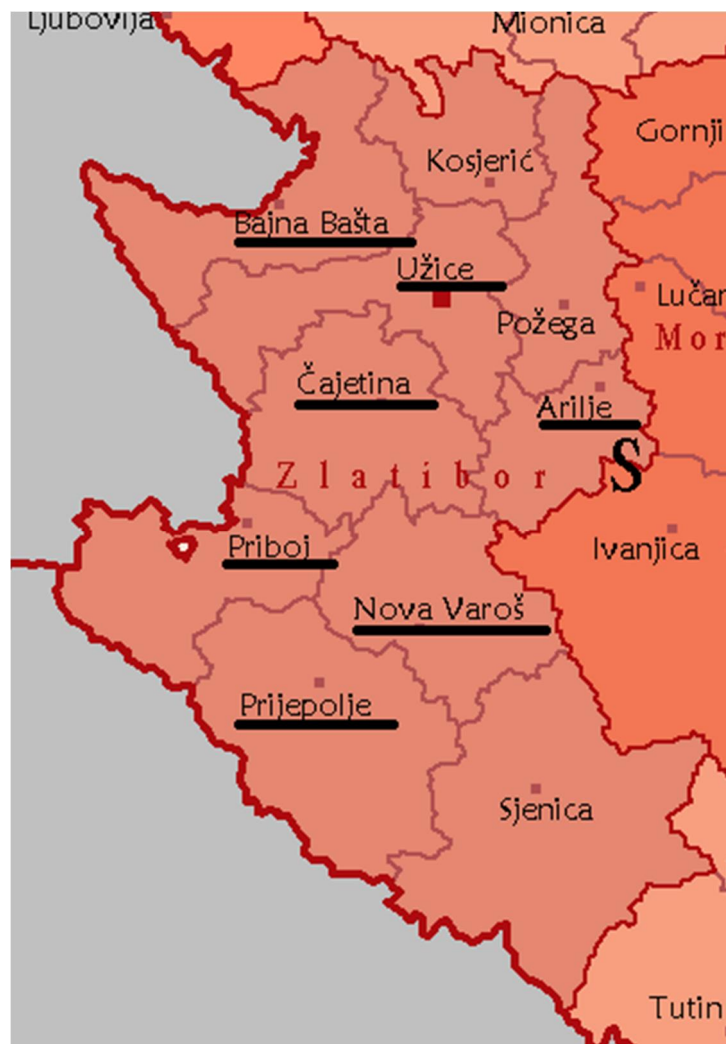 Ljubovija
Mionica
Gornji
Kosjerić
Bajna Bašta
Užice
Lučan
Požega
Mor
Čajetina
Arilje
S
Zlatibor
Priboj
Ivanjica
Nova Varoš
Prijepolje
Sjenica
Tutin